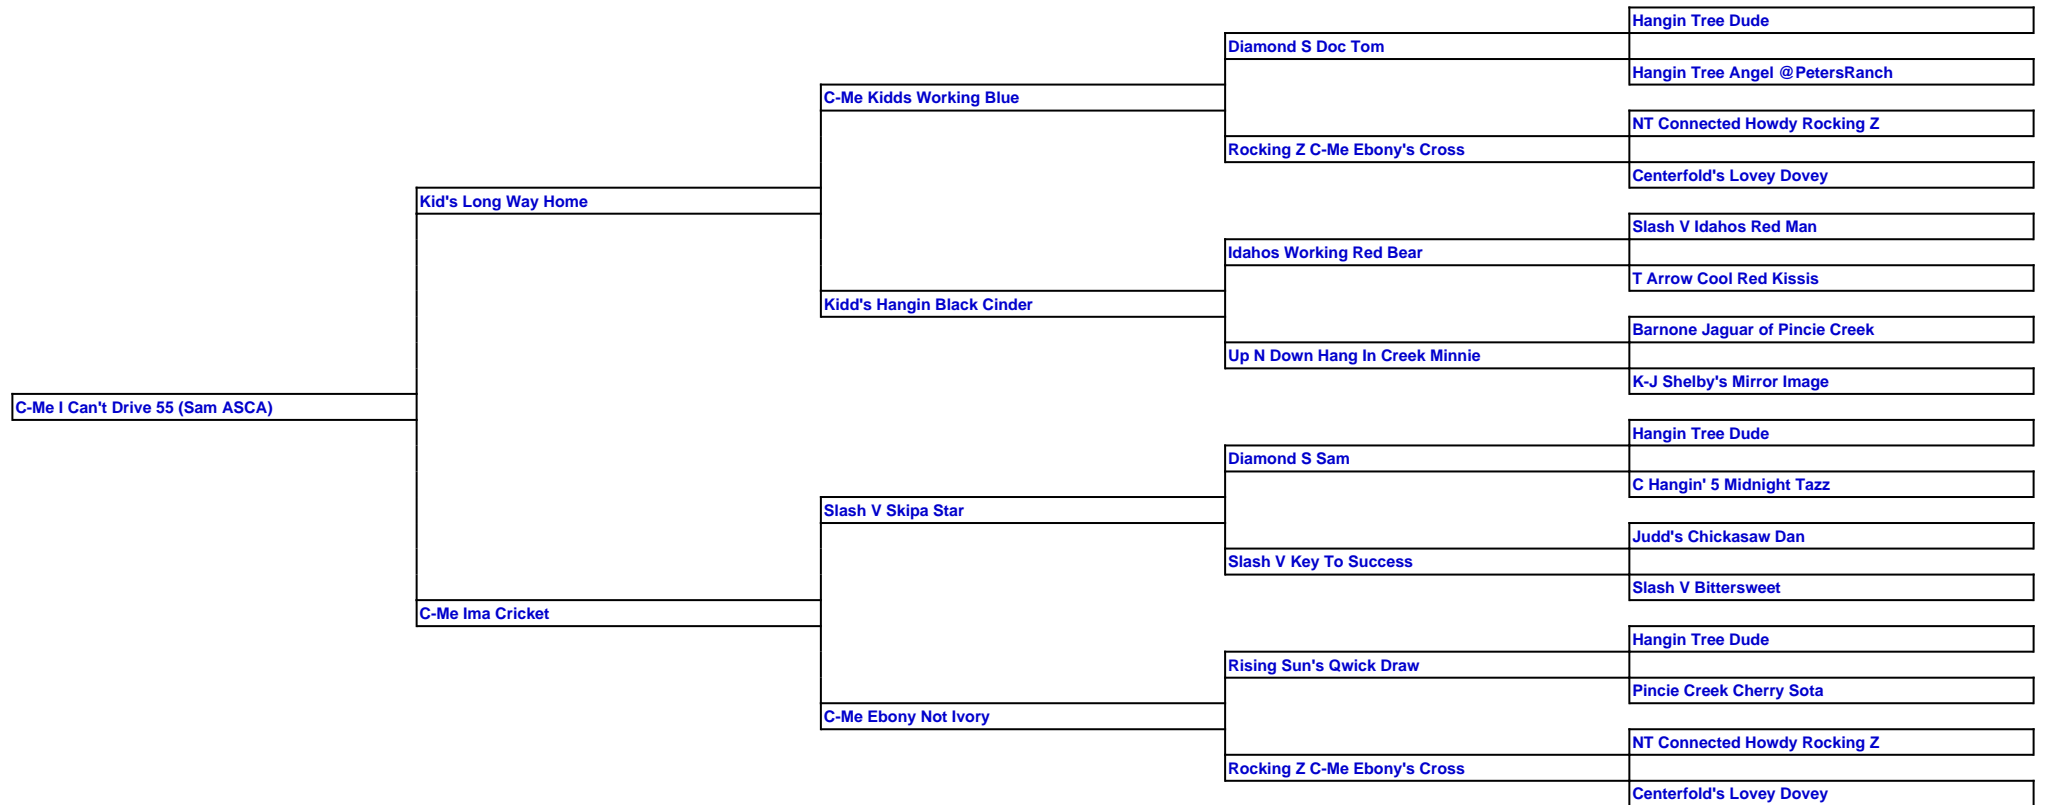 Hangin Tree Dude
Diamond S Doc Tom
Hangin Tree Angel @PetersRanch
C-Me Kidds Working Blue
NT Connected Howdy Rocking Z
Rocking Z C-Me Ebony's Cross
Centerfold's Lovey Dovey
Kid's Long Way Home
Slash V Idahos Red Man
Idahos Working Red Bear
T Arrow Cool Red Kissis
Kidd's Hangin Black Cinder
Barnone Jaguar of Pincie Creek
Up N Down Hang In Creek Minnie
K-J Shelby's Mirror Image
C-Me I Can't Drive 55 (Sam ASCA)
Hangin Tree Dude
Diamond S Sam
C Hangin' 5 Midnight Tazz
Slash V Skipa Star
Judd's Chickasaw Dan
Slash V Key To Success
Slash V Bittersweet
C-Me Ima Cricket
Hangin Tree Dude
Rising Sun's Qwick Draw
Pincie Creek Cherry Sota
C-Me Ebony Not Ivory
NT Connected Howdy Rocking Z
Rocking Z C-Me Ebony's Cross
Centerfold's Lovey Dovey